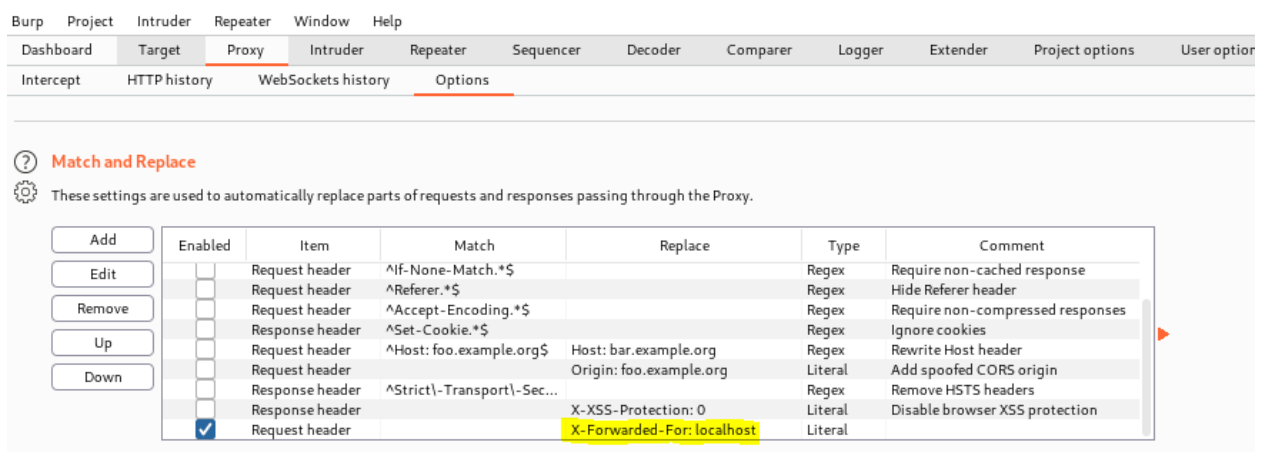 Burp Project Intruder Repeater Window Help
Dashboard Target Proxy Intruder Repeater Sequencer Decoder Comparer Logger Extender Project options User option
Intercept HTTP history WebSockets history Options
Match and Replace
These settings are used to automatically replace parts of requests and responses passing through the Proxy.
Add
Edit
Remove
Up
Down
Enabled Item Match Replace Type Comment
Request header ^If-None-Match.*$ Regex Require non-cached response
Request header ^Referer.*$ Regex Hide Referer header
Request header ^Accept-Encoding.*$ Regex Require non-compressed responses
Response header ^Set-Cookie.*$ Regex Ignore cookies
Request header ^Host: foo.example.org$ Host: bar.example.org Regex Rewrite Host header
Request header Origin: foo.example.org Literal Add spoofed CORS origin
Response header ^Strict\-Transport\-Sec... Regex Remove HSTS headers
Response header X-XSS-Protection: 0 Literal Disable browser XSS protection
Request header X-Forwarded-For: localhost Literal